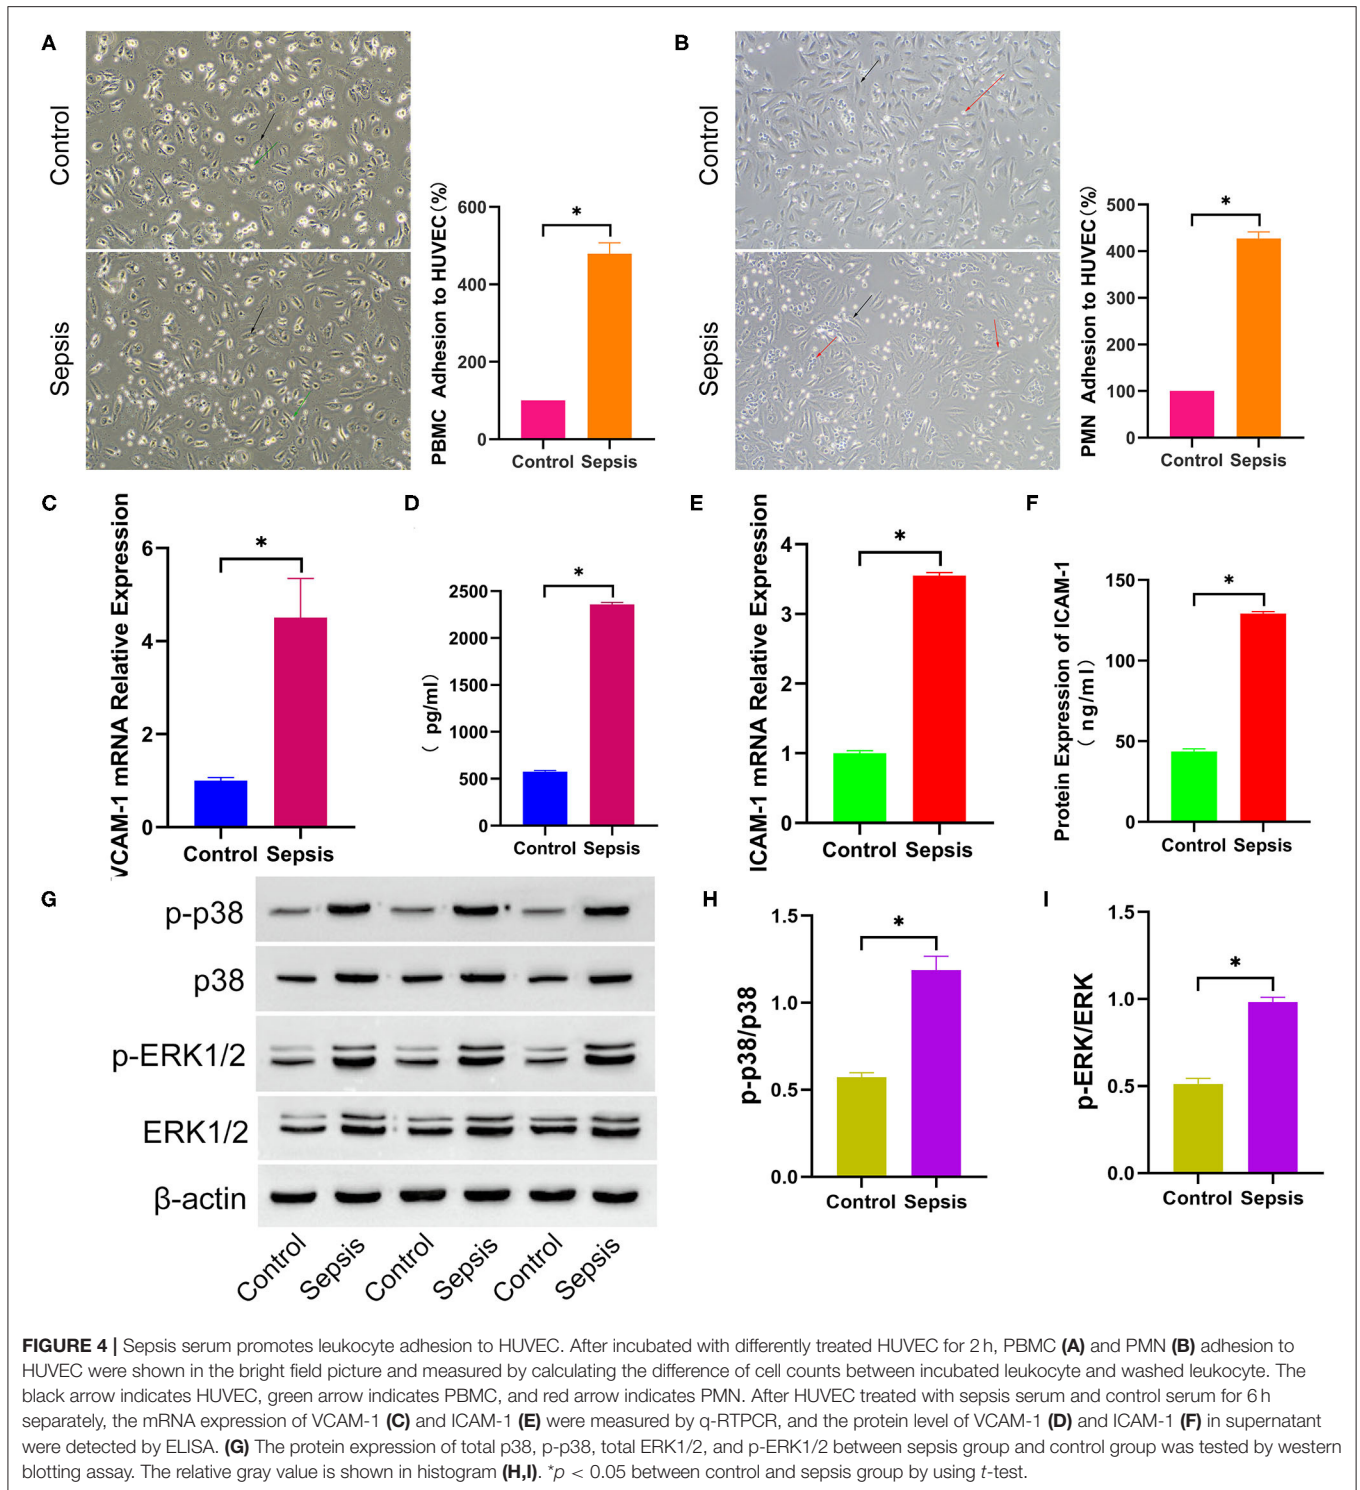 A
B
Control
Sepsis
PBMC Adhesion to HUVEC (%)
600
400
200
0
*
Control Sepsis
Control
Sepsis
PMN Adhesion to HUVEC (%)
500
400
300
200
100
0
*
Control Sepsis
C
VCAM-1 mRNA Relative Expression
6
4
2
0
*
Control Sepsis
D
( pg/ml)
2500
2000
1500
1000
500
0
*
Control Sepsis
E
ICAM-1 mRNA Relative Expression
4
3
2
1
0
*
Control Sepsis
F
Protein Expression of ICAM-1
( ng/ml)
150
100
50
0
*
Control Sepsis
G
p-p38
p38
p-ERK1/2
ERK1/2
β-actin
Control Sepsis Control Sepsis Control Sepsis
H
p-p38/p38
1.5
1.0
0.5
0.0
*
Control Sepsis
I
p-ERK/ERK
1.5
1.0
0.5
0.0
*
Control Sepsis
FIGURE 4 | Sepsis serum promotes leukocyte adhesion to HUVEC. After incubated with differently treated HUVEC for 2 h, PBMC (A) and PMN (B) adhesion to
HUVEC were shown in the bright field picture and measured by calculating the difference of cell counts between incubated leukocyte and washed leukocyte. The
black arrow indicates HUVEC, green arrow indicates PBMC, and red arrow indicates PMN. After HUVEC treated with sepsis serum and control serum for 6 h
separately, the mRNA expression of VCAM-1 (C) and ICAM-1 (E) were measured by q-RTPCR, and the protein level of VCAM-1 (D) and ICAM-1 (F) in supernatant
were detected by ELISA. (G) The protein expression of total p38, p-p38, total ERK1/2, and p-ERK1/2 between sepsis group and control group was tested by western
blotting assay. The relative gray value is shown in histogram (H,I). *p < 0.05 between control and sepsis group by using t-test.